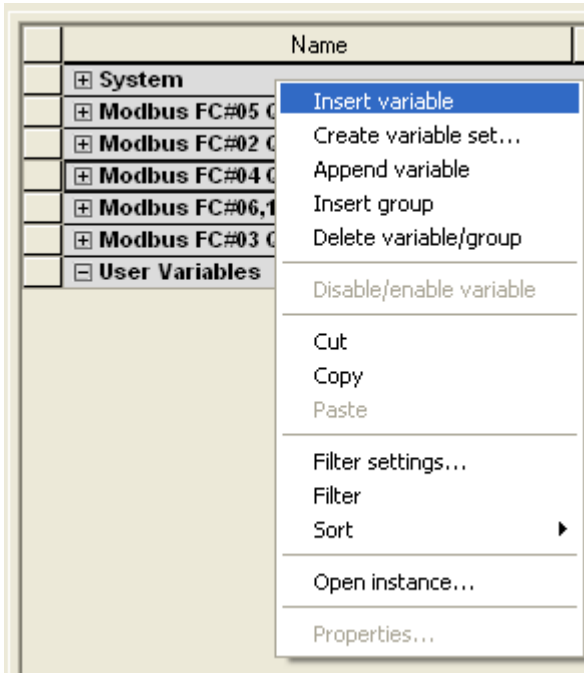 Name
System
Modbus FC#05
Modbus FC#02
Modbus FC#04
Modbus FC#06,1
Modbus FC#03
User Variables
Insert variable
Create variable set...
Append variable
Insert group
Delete variable/group
Disable/enable variable
Cut
Copy
Paste
Filter settings...
Filter
Sort
Open instance...
Properties...